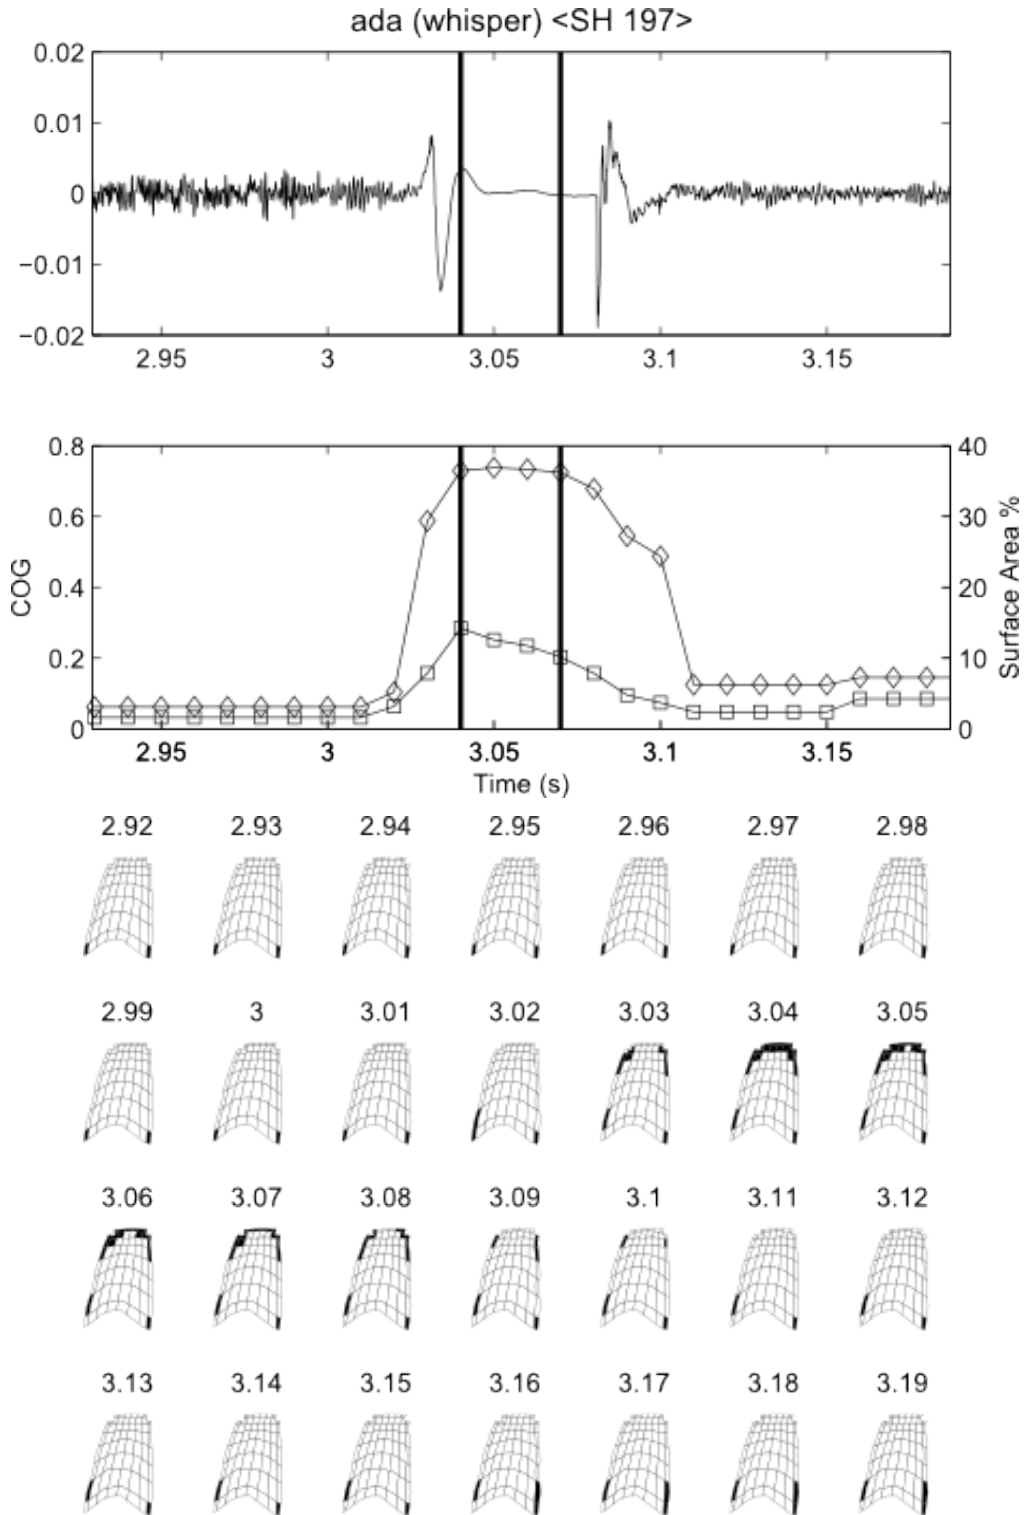 ada (whisper) <SH 197>
0.02
0.01
0
−0.01
−0.02
2.95 3 3.05 3.1 3.15
0.8 40
0.6 30
0.4 20
0.2 10
0 0
COG
Surface Area %
2.95 3 3.05 3.1 3.15
Time (s)
2.92 2.93 2.94 2.95 2.96 2.97 2.98
2.99 3 3.01 3.02 3.03 3.04 3.05
3.06 3.07 3.08 3.09 3.1 3.11 3.12
3.13 3.14 3.15 3.16 3.17 3.18 3.19